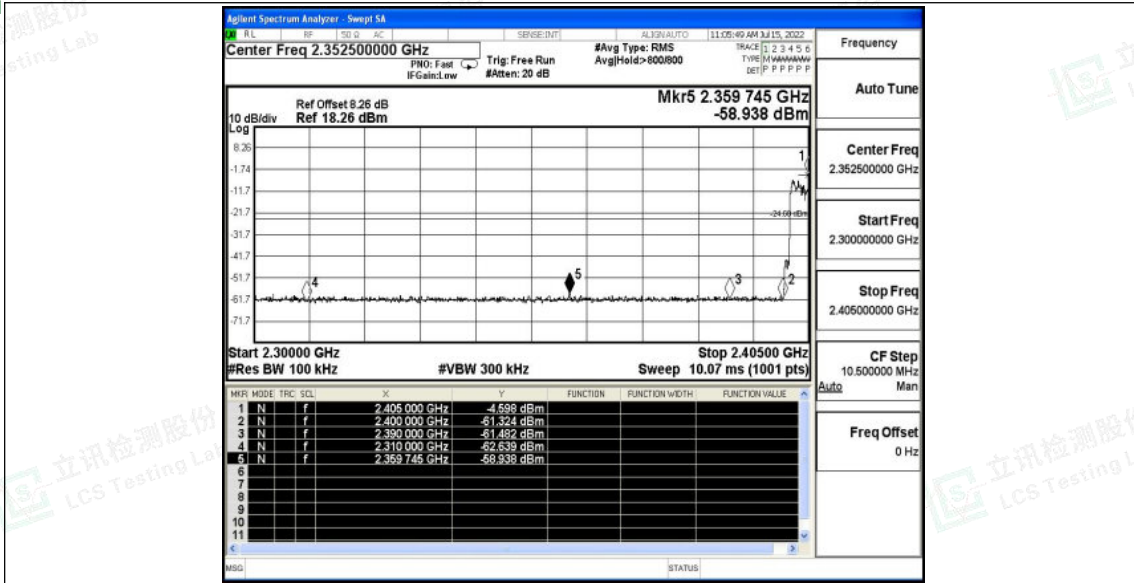 Agilent Spectrum Analyzer - Swept SA
RL RF 50 Ω AC SENSE:INT ALIGN AUTO 11:05:49 AM Jul 15, 2022
Center Freq 2.352500000 GHz
PNO: Fast
IFGain:Low
Trig: Free Run
#Atten: 20 dB
#Avg Type: RMS
Avg|Hold:>800/800
TRACE 1 2 3 4 5 6
TYPE M
DET P P P P P P
Frequency
Auto Tune
Center Freq
2.352500000 GHz
Start Freq
2.300000000 GHz
Stop Freq
2.405000000 GHz
CF Step
10.500000 MHz
Auto Man
Freq Offset
0 Hz
Ref Offset 8.26 dB
10 dB/div Ref 18.26 dBm
Log
Mkr5 2.359 745 GHz
-58.938 dBm
8.26
-1.74
-11.7
-21.7
-31.7
-41.7
-51.7
-61.7
-71.7
1
2
3
4
5
Start 2.30000 GHz Stop 2.40500 GHz
#Res BW 100 kHz #VBW 300 kHz Sweep 10.07 ms (1001 pts)
MKR MODE TRC SCL X Y FUNCTION FUNCTION WIDTH FUNCTION VALUE
1 N f 2.405 000 GHz -4.598 dBm
2 N f 2.400 000 GHz -61.324 dBm
3 N f 2.390 000 GHz -61.482 dBm
4 N f 2.310 000 GHz -62.639 dBm
5 N f 2.359 745 GHz -58.938 dBm
6
7
8
9
10
11
MSG STATUS
立讯检测股份
LCS Testing Lab
立讯检测股份
LCS Testing L